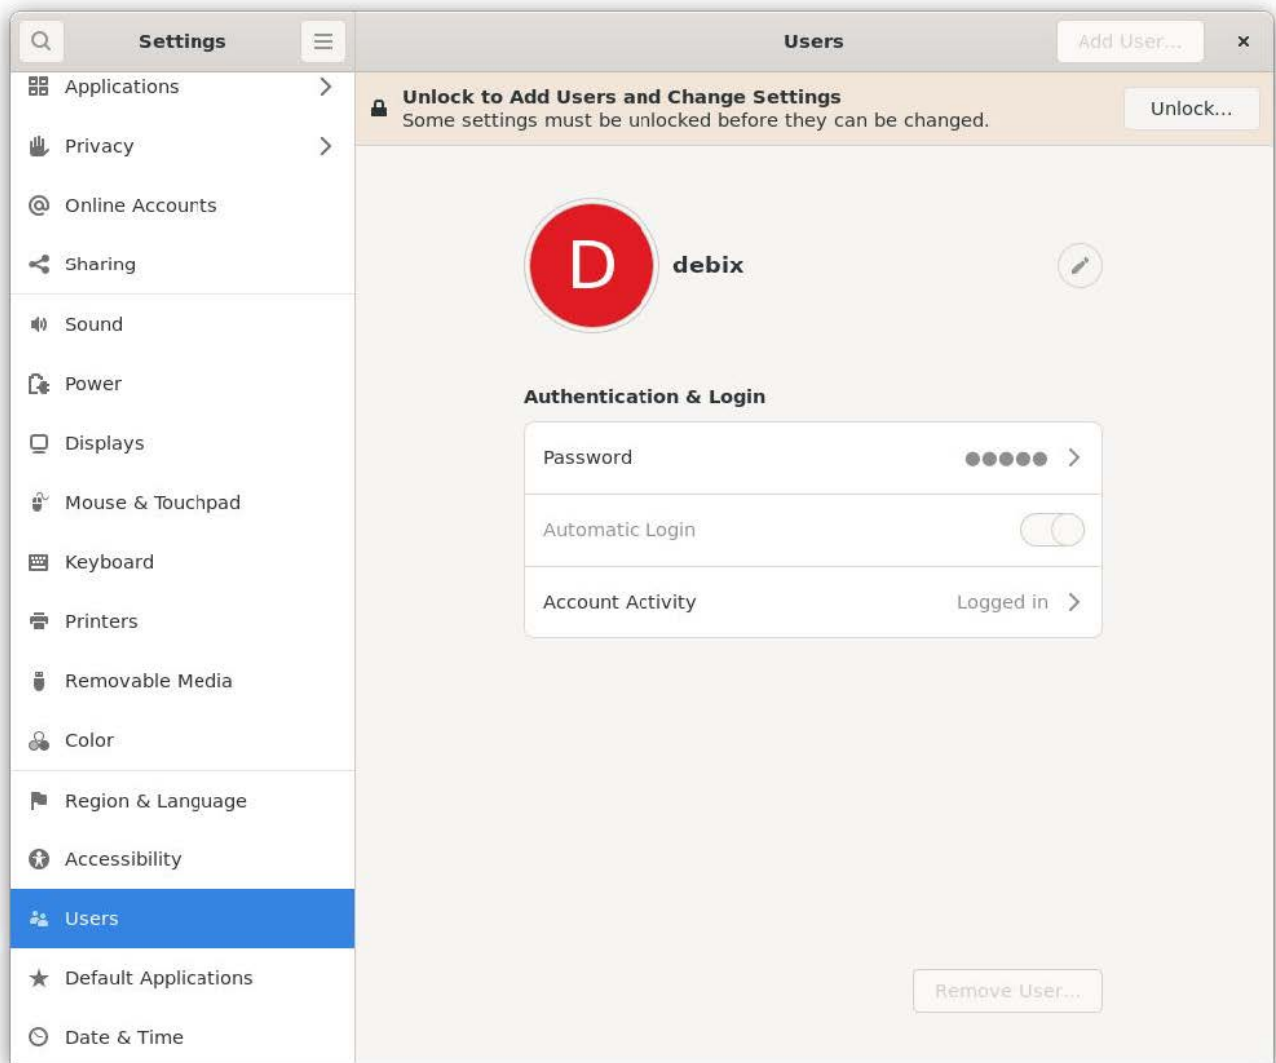 Settings
Users
Add User...
Applications
Privacy
Online Accounts
Sharing
Sound
Power
Displays
Mouse & Touchpad
Keyboard
Printers
Removable Media
Color
Region & Language
Accessibility
Users
Default Applications
Date & Time
Unlock to Add Users and Change Settings
Some settings must be unlocked before they can be changed.
Unlock...
D
debix
Authentication & Login
Password ●●●●●
Automatic Login
Account Activity Logged in
Remove User...